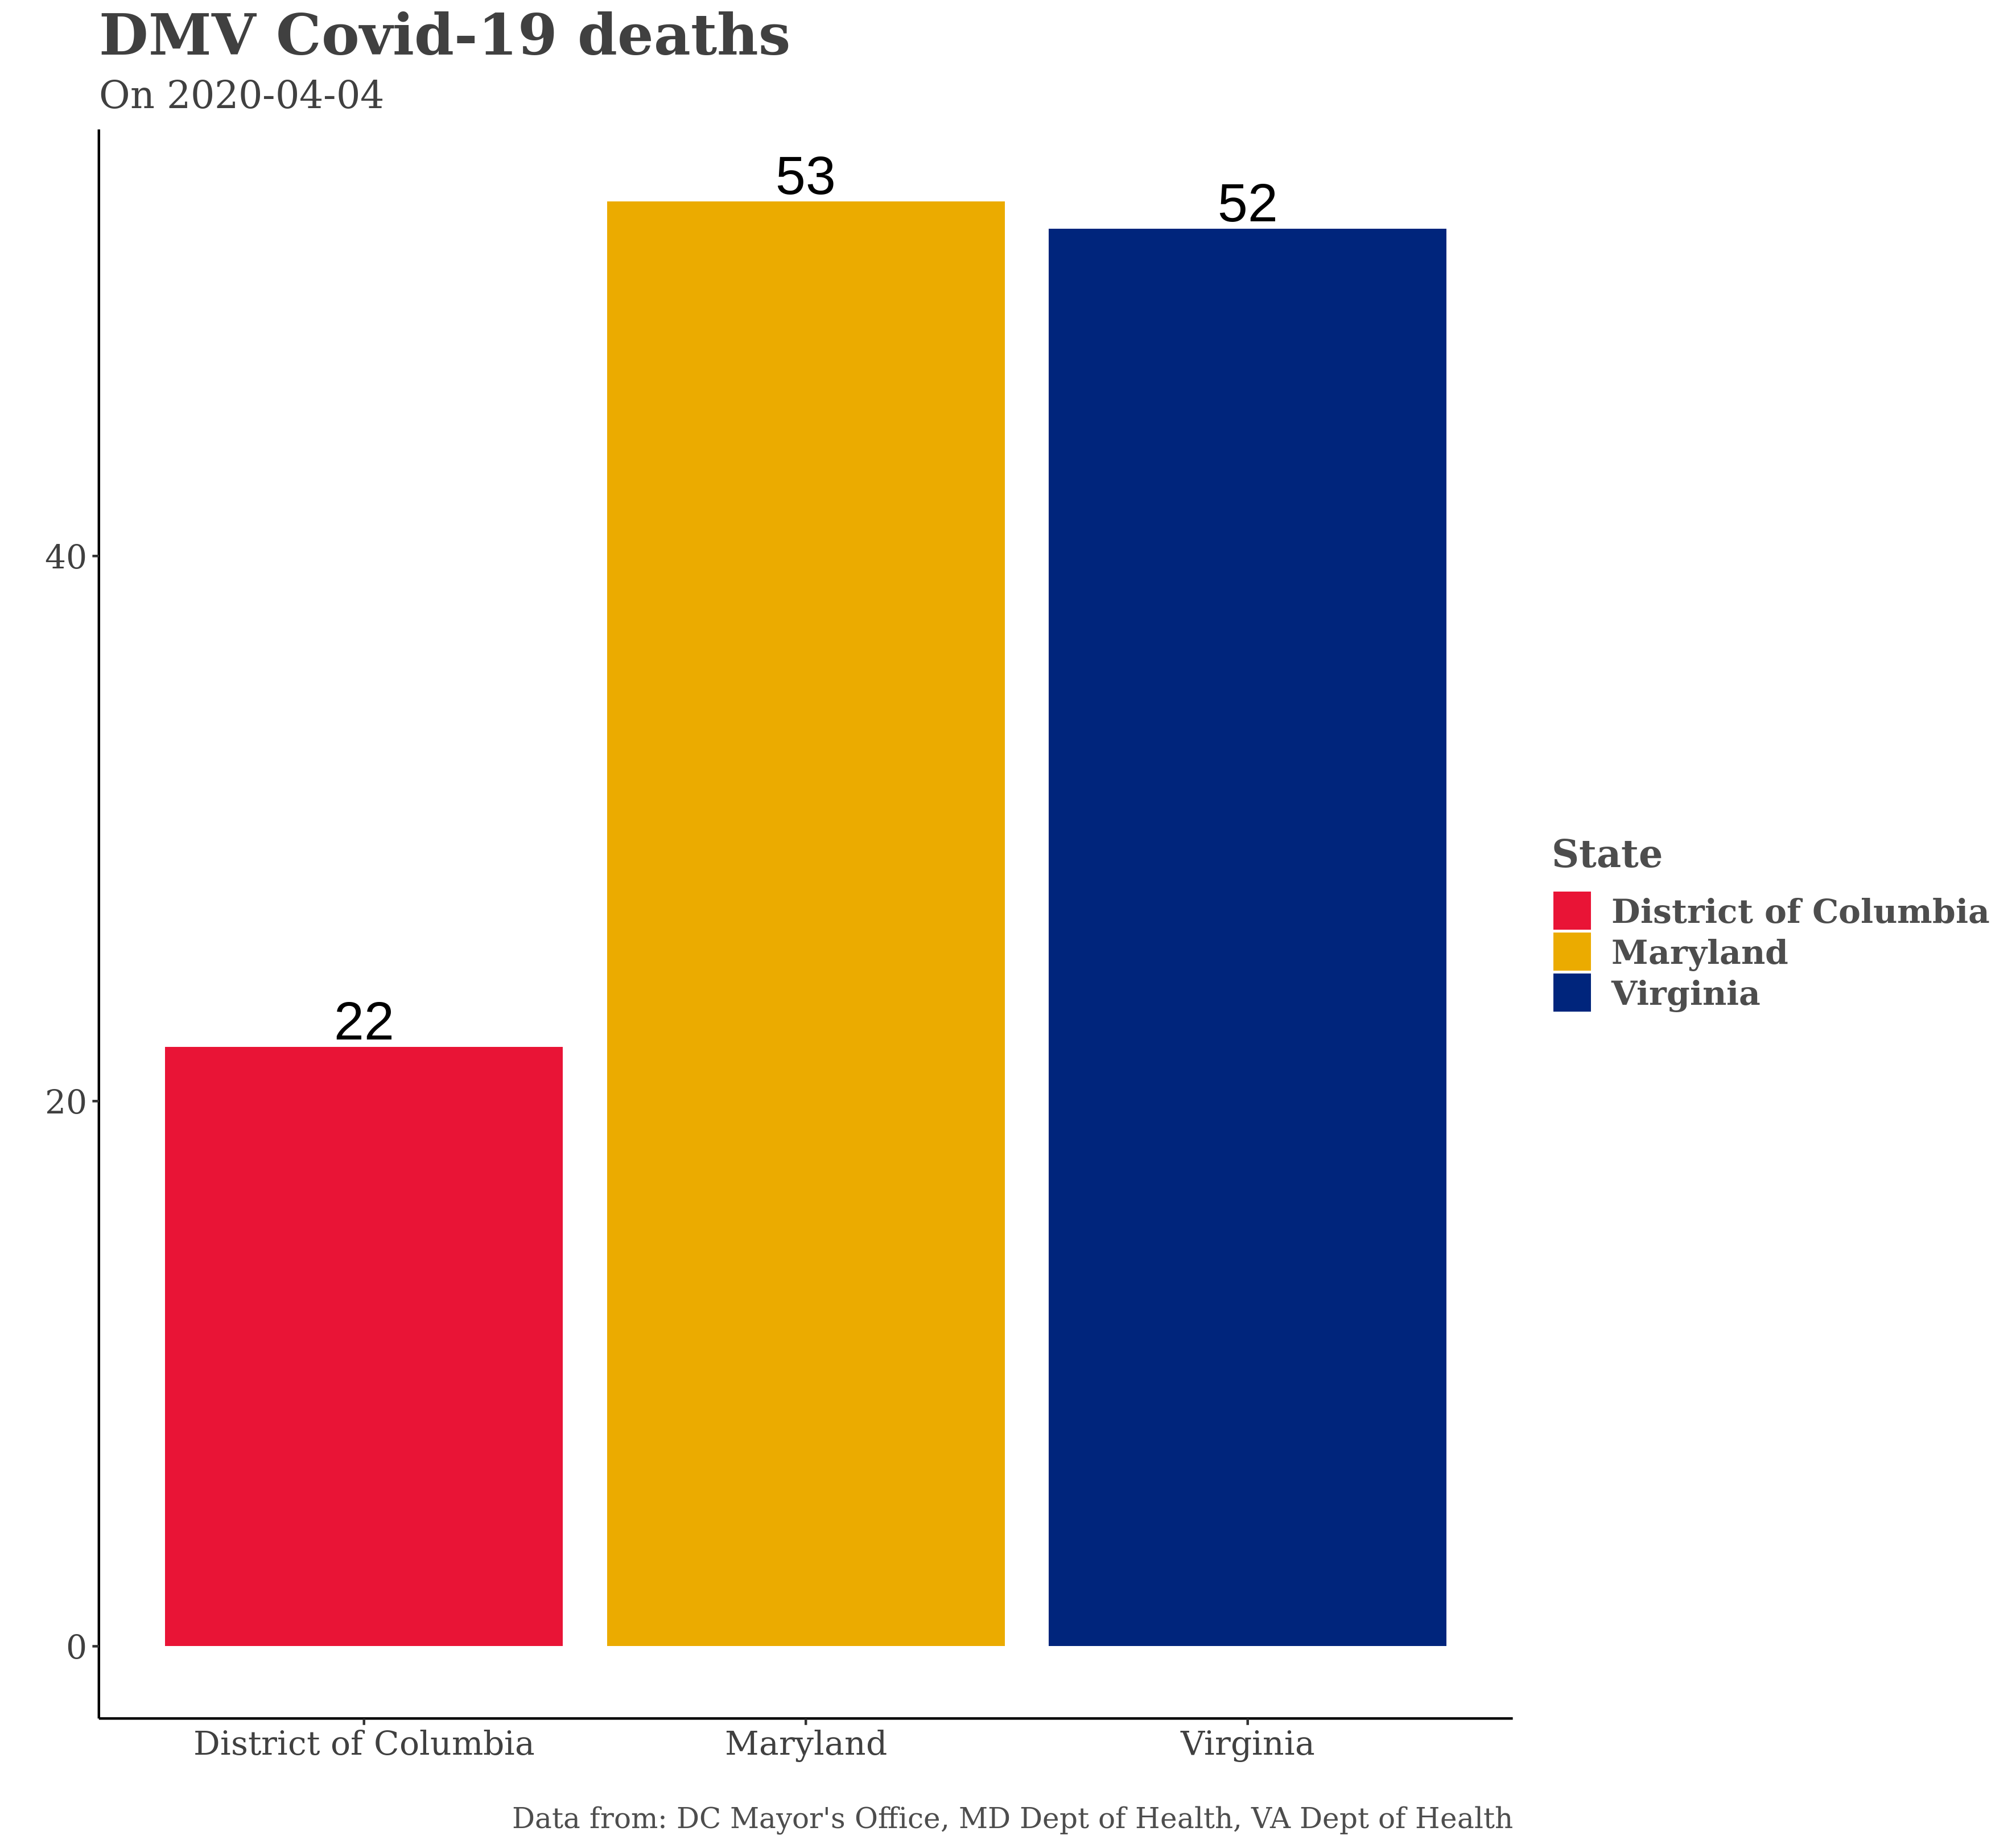 DMV Covid-19 deaths
On 2020-04-04
53
52
40
22
20
0
State
District of Columbia
Maryland
Virginia
District of Columbia
Maryland
Virginia
Data from: DC Mayor's Office, MD Dept of Health, VA Dept of Health